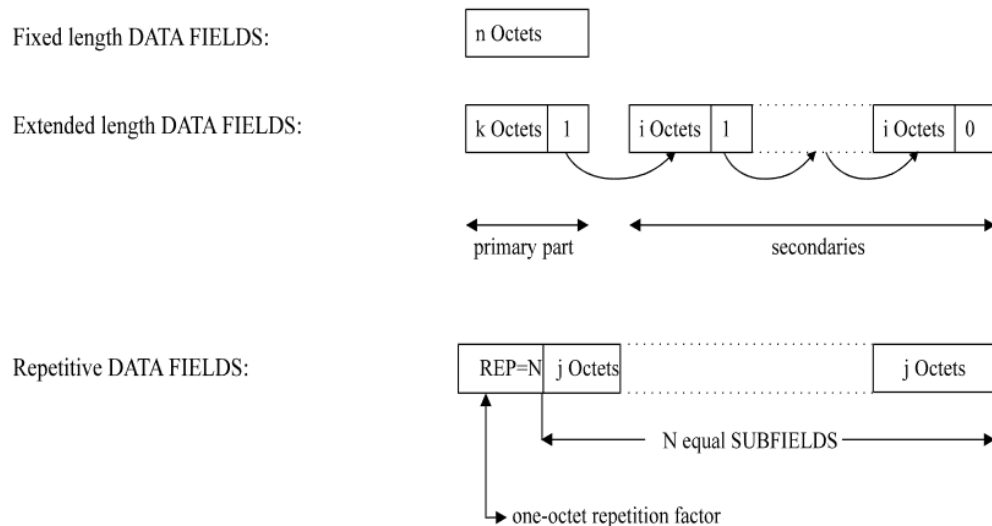 Fixed length DATA FIELDS:
n Octets
Extended length DATA FIELDS:
k Octets 1 i Octets 1 i Octets 0
primary part secondaries
Repetitive DATA FIELDS:
REP=N j Octets j Octets
N equal SUBFIELDS
one-octet repetition factor